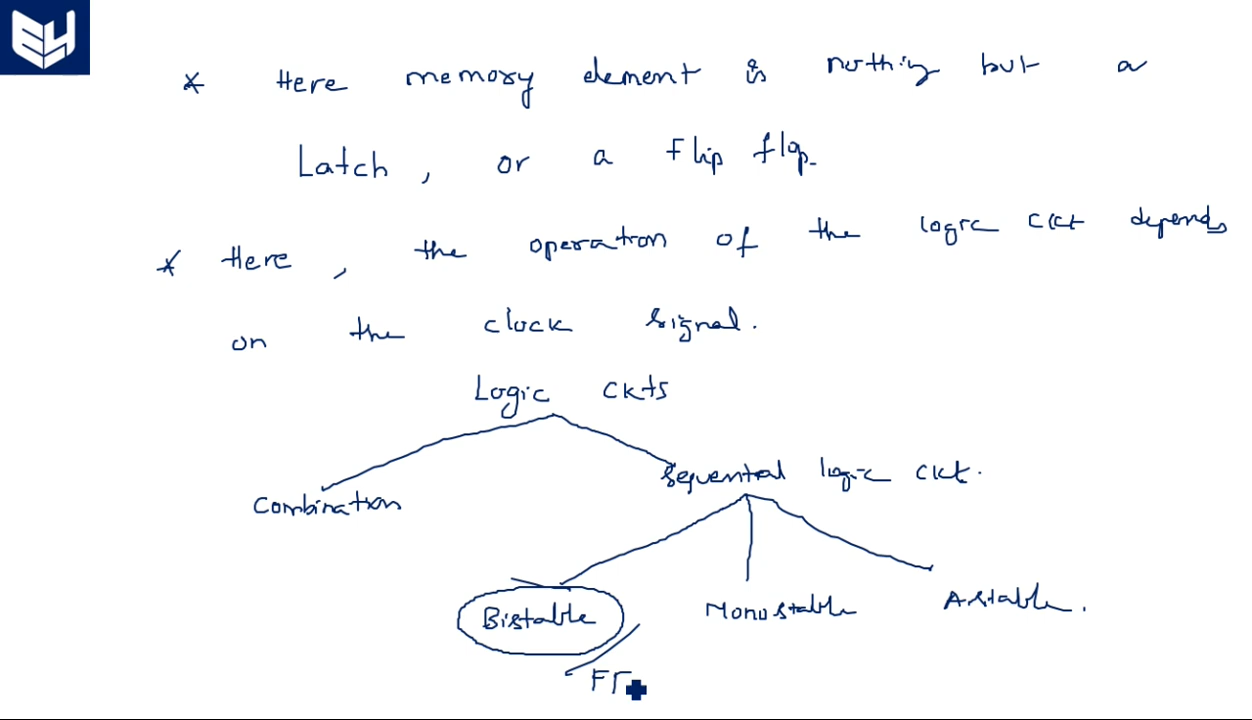 * Here memory element is nothing but a
Latch, or a Flip flop.
* Here, the operation of the logic ckt depends
on the clock signal.
Logic ckts
Combination
Sequential logic ckt.
Bistable
Monostable
Astable.